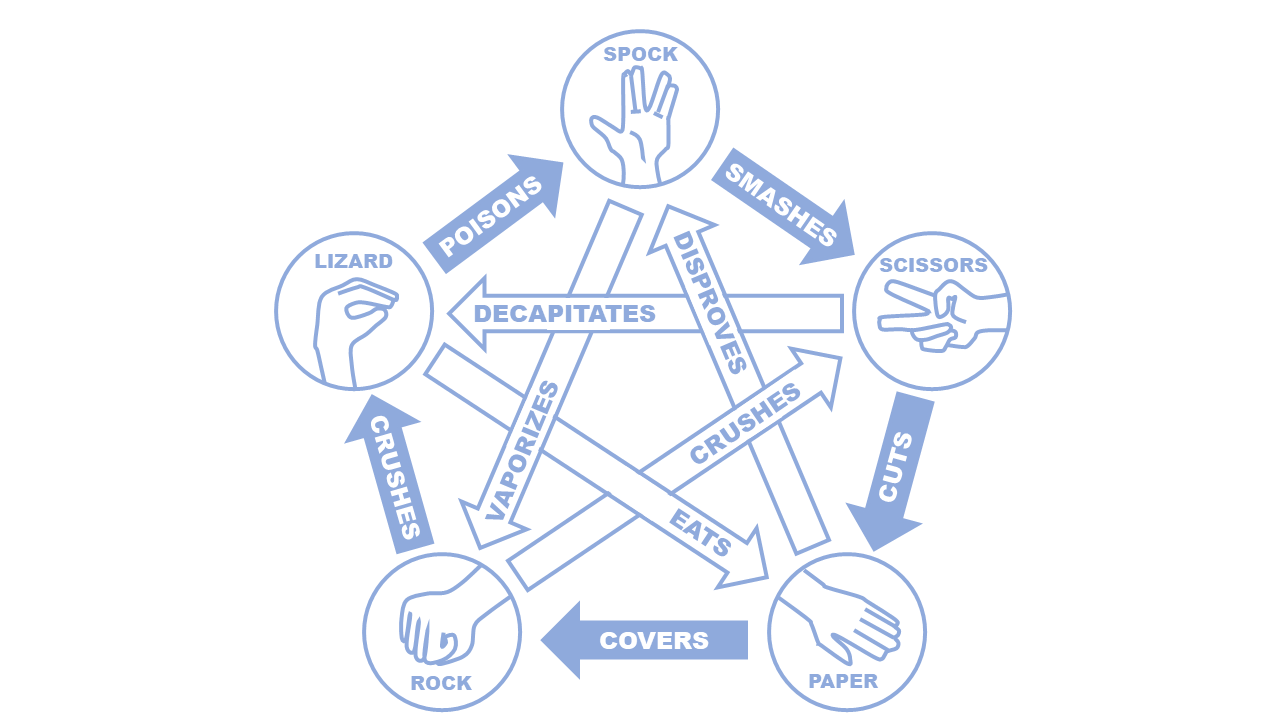 SPOCK
POISONS
SMASHES
LIZARD
SCISSORS
DISPROVES
DECAPITATES
CRUSHES
VAPORIZES
CRUSHES
CUTS
EATS
COVERS
ROCK
PAPER